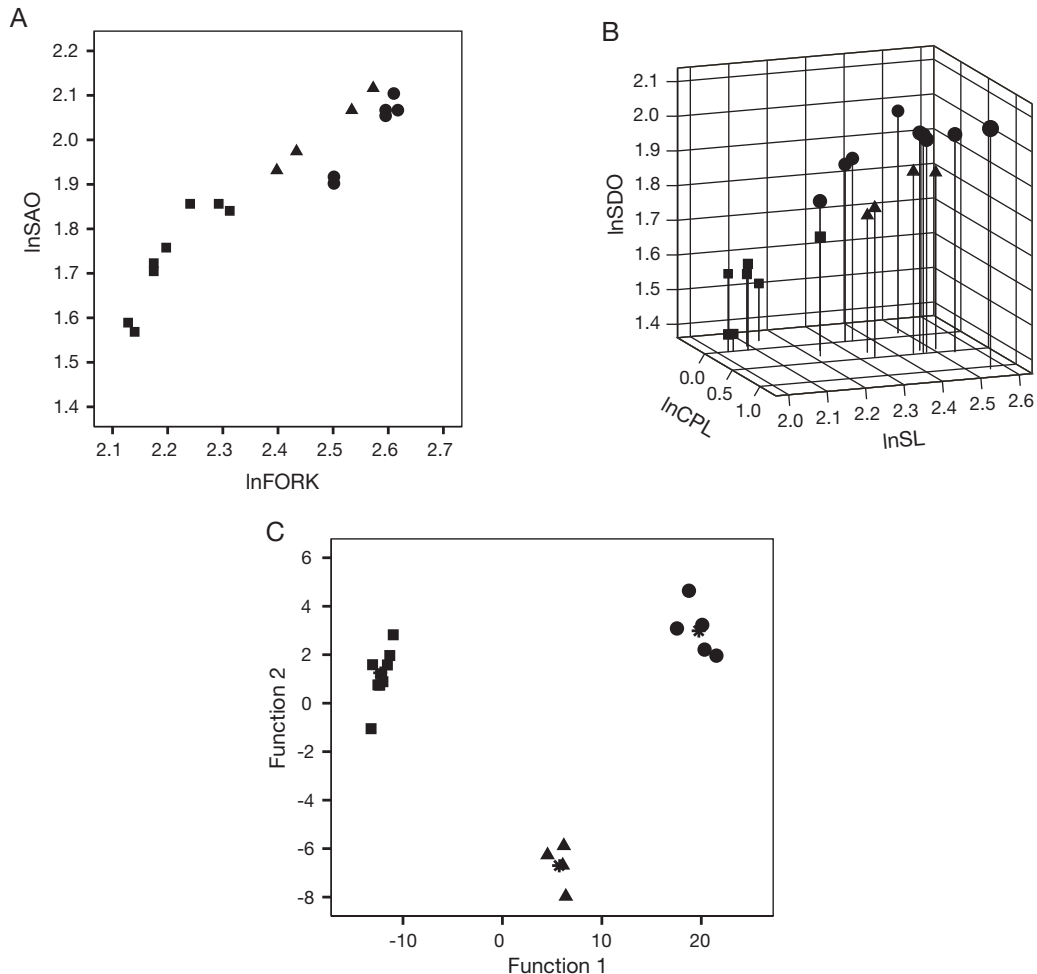 A
2.2
2.1
2.0
1.9
1.8
1.7
1.6
1.5
1.4
lnSAO
2.1 2.2 2.3 2.4 2.5 2.6 2.7
lnFORK
B
2.1
2.0
1.9
1.8
1.7
1.6
1.5
1.4
lnSDO
0.0
0.5
1.0
lnCPL
2.0 2.1 2.2 2.3 2.4 2.5 2.6
lnSL
C
6
4
2
0
-2
-4
-6
-8
Function 2
-10 0 10 20
Function 1